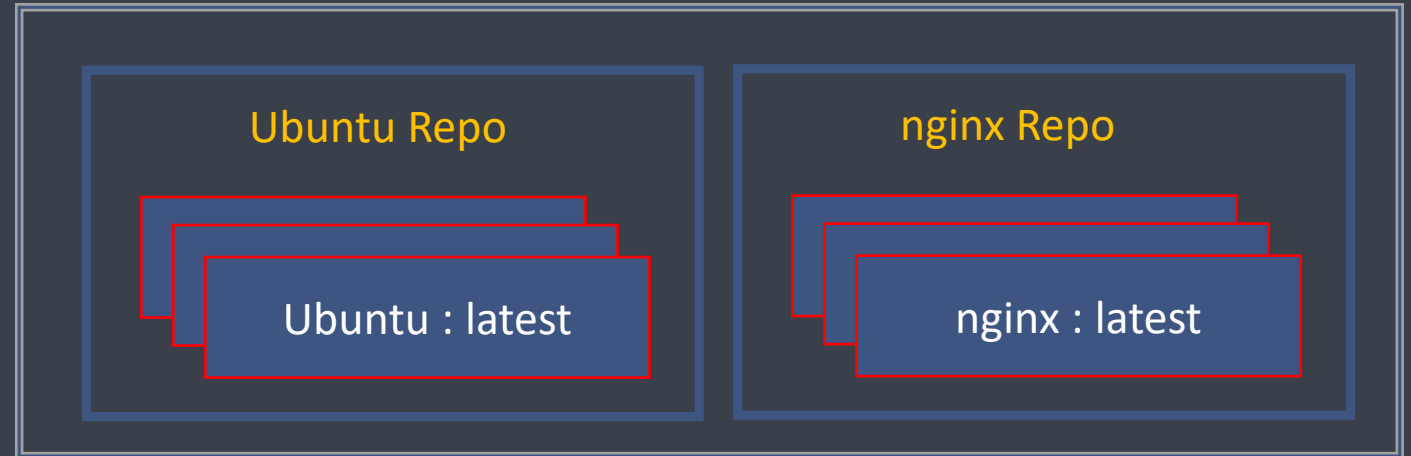 Ubuntu Repo
Ubuntu : latest
nginx Repo
nginx : latest